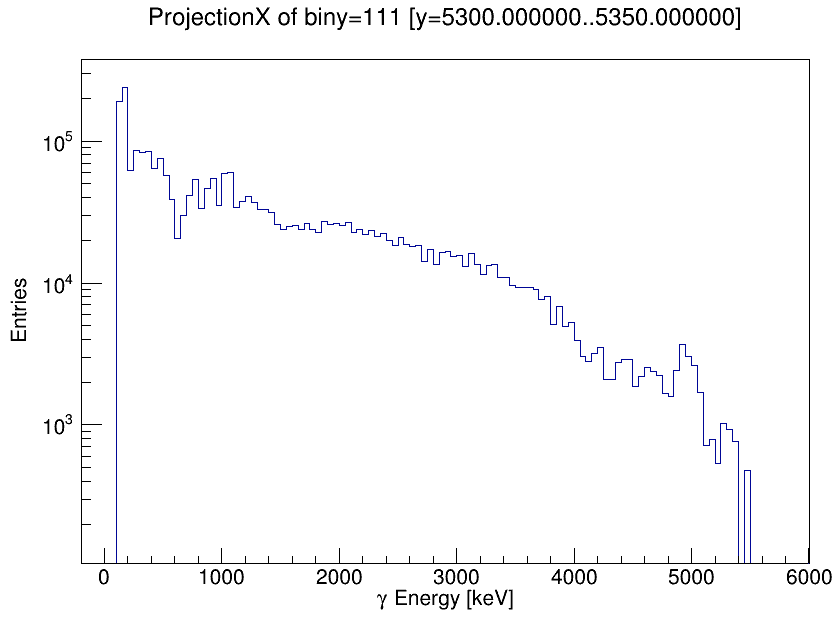 ProjectionX of biny=111 [y=5300.000000..5350.000000]
10^5
10^4
10^3
Entries
0 1000 2000 3000 4000 5000 6000
γ Energy [keV]